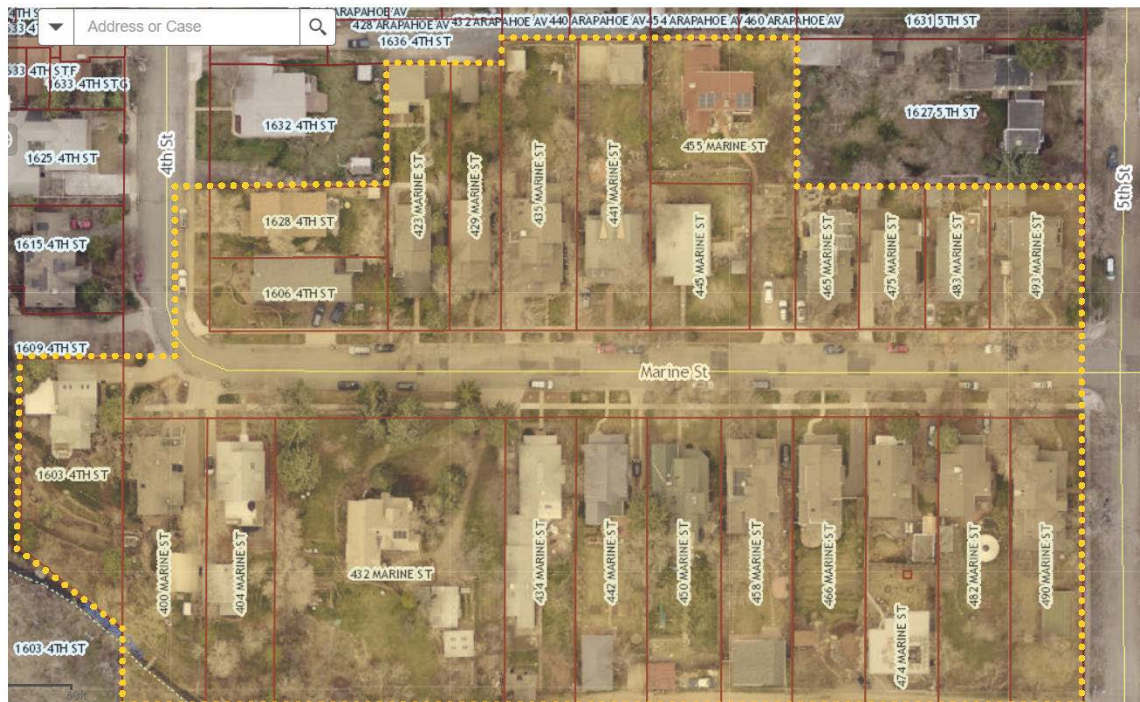 Address or Case
ARAPAHOE AV
428 ARAPAHOE AV
432 ARAPAHOE AV
440 ARAPAHOE AV
454 ARAPAHOE AV
460 ARAPAHOE AV
1631 5TH ST
1636 4TH ST
633 4TH ST F
1633 4TH ST G
1632 4TH ST
1627 5TH ST
1625 4TH ST
4th St
5th St
455 MARINE ST
423 MARINE ST
429 MARINE ST
435 MARINE ST
441 MARINE ST
445 MARINE ST
465 MARINE ST
475 MARINE ST
483 MARINE ST
493 MARINE ST
1628 4TH ST
1615 4TH ST
1606 4TH ST
1609 4TH ST
Marine St
1603 4TH ST
400 MARINE ST
404 MARINE ST
432 MARINE ST
434 MARINE ST
442 MARINE ST
450 MARINE ST
458 MARINE ST
466 MARINE ST
474 MARINE ST
482 MARINE ST
490 MARINE ST
1603 4TH ST
60ft